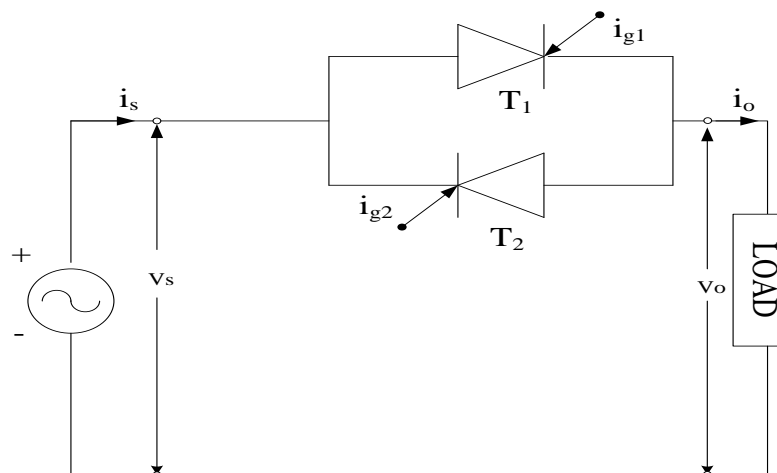 i_g1
i_s
T_1
i_o
i_g2
T_2
+
-
v_s
v_o
LOAD